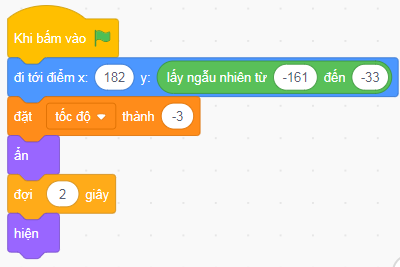 Khi bấm vào
đi tới điểm x: 182 y: lấy ngẫu nhiên từ -161 đến -33
đặt tốc độ thành -3
ẩn
đợi 2 giây
hiện